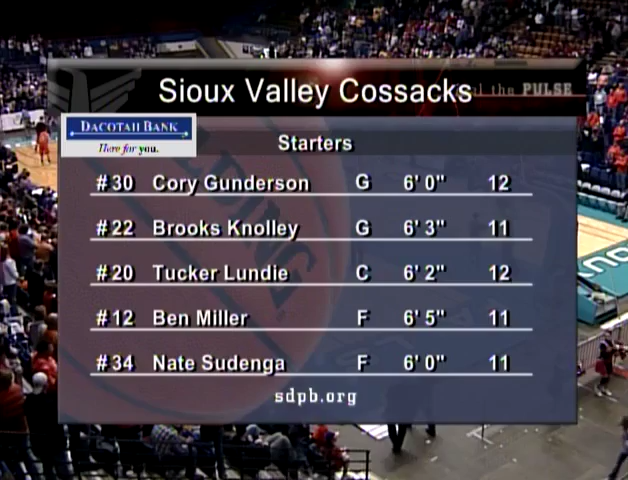 Sioux Valley Cossacks
the PULSE
DACOTAH BANK
Here for you.
Starters
#30 Cory Gunderson G 6' 0" 12
#22 Brooks Knolley G 6' 3" 11
#20 Tucker Lundie C 6' 2" 12
#12 Ben Miller F 6' 5" 11
#34 Nate Sudenga F 6' 0" 11
sdpb.org